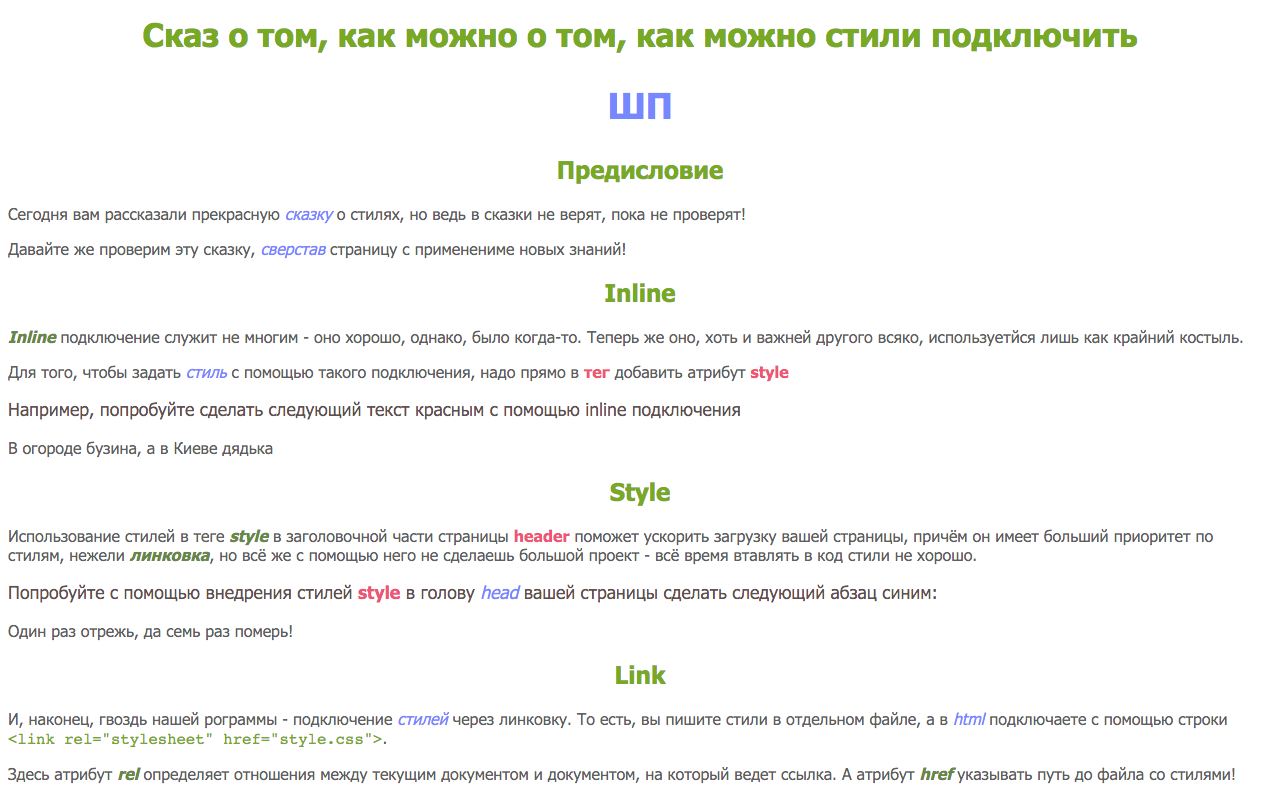 Сказ о том, как можно о том, как можно стили подключить
ШП
Предисловие
Сегодня вам рассказали прекрасную сказку о стилях, но ведь в сказки не верят, пока не проверят!
Давайте же проверим эту сказку, сверстав страницу с применениме новых знаний!
Inline
Inline подключение служит не многим - оно хорошо, однако, было когда-то. Теперь же оно, хоть и важней другого всяко, используетйся лишь как крайний костыль.
Для того, чтобы задать стиль с помощью такого подключения, надо прямо в тег добавить атрибут style
Например, попробуйте сделать следующий текст красным с помощью inline подключения
В огороде бузина, а в Киеве дядька
Style
Использование стилей в теге style в заголовочной части страницы header поможет ускорить загрузку вашей страницы, причём он имеет больший приоритет по
стилям, нежели линковка, но всё же с помощью него не сделаешь большой проект - всё время втавлять в код стили не хорошо.
Попробуйте с помощью внедрения стилей style в голову head вашей страницы сделать следующий абзац синим:
Один раз отрежь, да семь раз померь!
Link
И, наконец, гвоздь нашей рограммы - подключение стилей через линковку. То есть, вы пишите стили в отдельном файле, а в html подключаете с помощью строки
<link rel="stylesheet" href="style.css">.
Здесь атрибут rel определяет отношения между текущим документом и документом, на который ведет ссылка. А атрибут href указывать путь до файла со стилями!